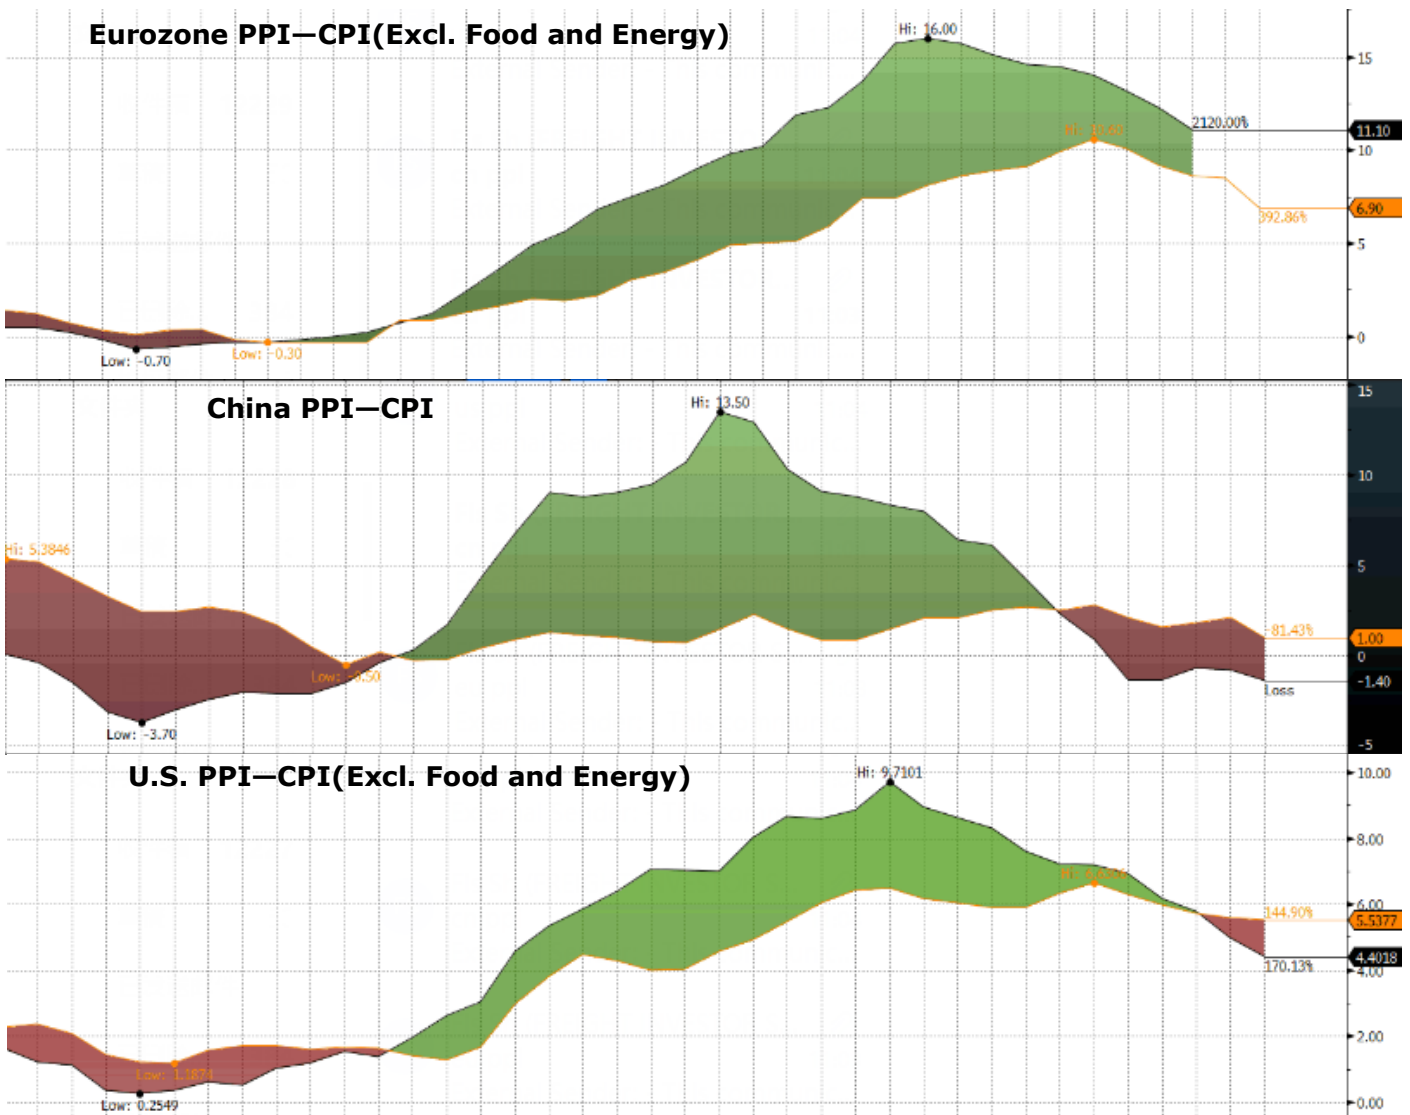 Eurozone PPI—CPI(Excl. Food and Energy)
Hi: 16.00
15
2120.00%
11.10
10
6.90
392.86%
5
0
Low: -0.70
Low: -0.30
China PPI—CPI
Hi: 13.50
15
10
Hi: 5.3846
5
81.43%
1.00
0
Low: -0.50
-1.40
Loss
Low: -3.70
-5
U.S. PPI—CPI(Excl. Food and Energy)
Hi: 9.7101
10.00
8.00
Hi:
6.00
144.90%
5.5377
4.4018
170.13%
4.00
2.00
Low: 1.1874
Low: 0.2549
0.00